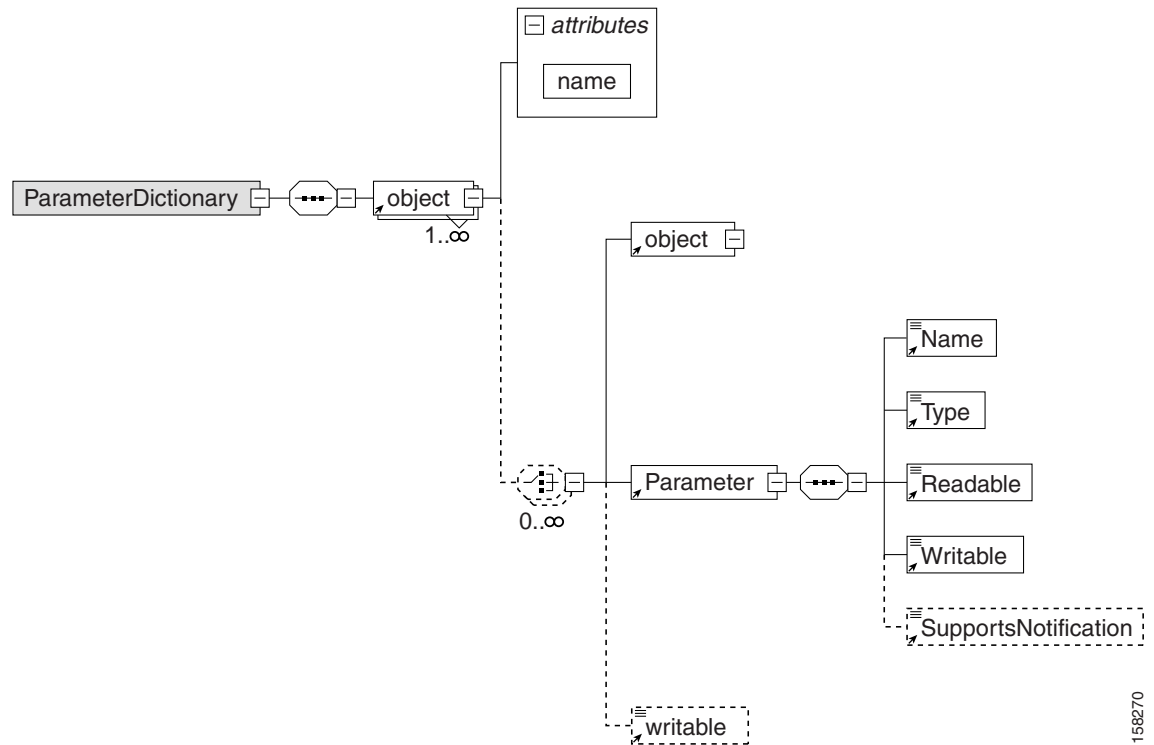 attributes
name
ParameterDictionary
object
1..∞
object
Name
Type
Parameter
Readable
0..∞
Writable
SupportsNotification
writable
158270